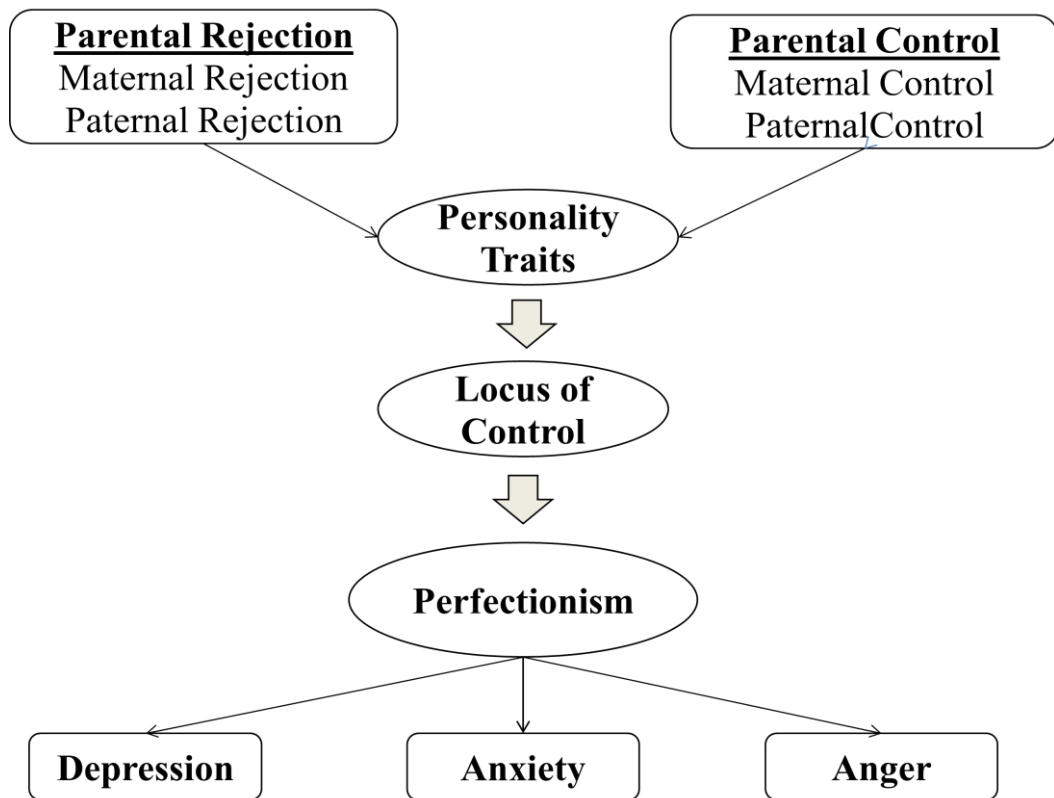 Parental Rejection
Maternal Rejection
Paternal Rejection
Parental Control
Maternal Control
PaternalControl
Personality
Traits
Locus of
Control
Perfectionism
Depression
Anxiety
Anger